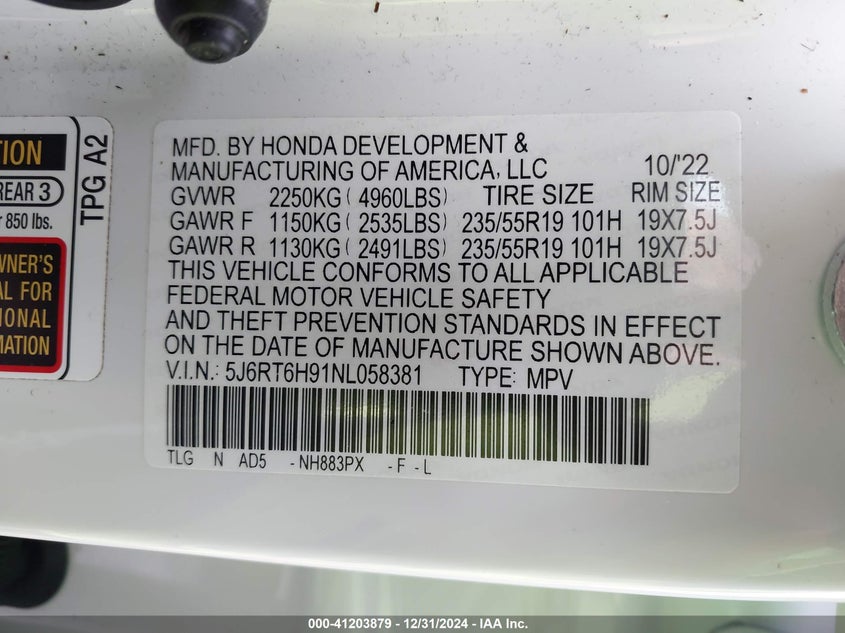 TION
REAR 3
r 850 lbs.
WNER'S
AL FOR
IONAL
MATION
TPG A2
MFD. BY HONDA DEVELOPMENT &
MANUFACTURING OF AMERICA, LLC 10/'22
GVWR 2250KG ( 4960LBS) TIRE SIZE RIM SIZE
GAWR F 1150KG ( 2535LBS) 235/55R19 101H 19X7.5J
GAWR R 1130KG ( 2491LBS) 235/55R19 101H 19X7.5J
THIS VEHICLE CONFORMS TO ALL APPLICABLE
FEDERAL MOTOR VEHICLE SAFETY
AND THEFT PREVENTION STANDARDS IN EFFECT
ON THE DATE OF MANUFACTURE SHOWN ABOVE.
V.I.N.: 5J6RT6H91NL058381 TYPE: MPV
TLG N AD5 -NH883PX -F -L
000-41203879 - 12/31/2024 - IAA Inc.